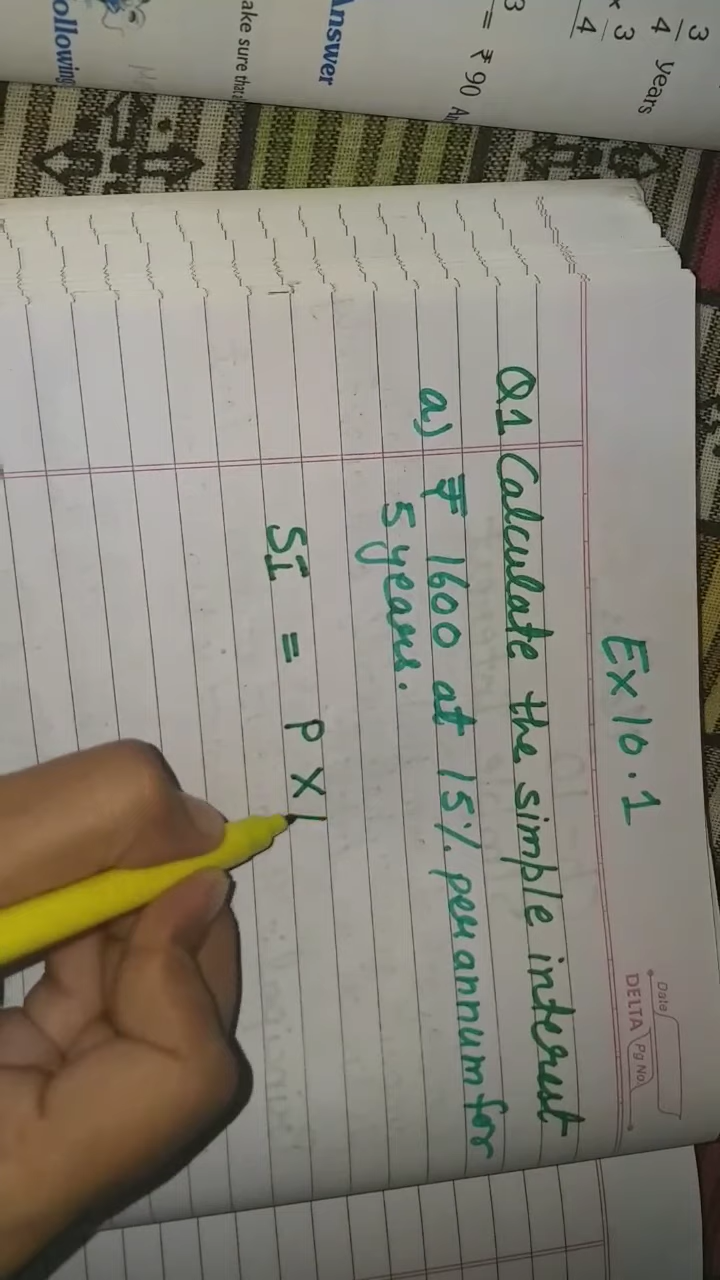 3/4 years
× 3/4
3
= ₹ 90
Answer
ake sure that
ollowing
Date
DELTA Pg No.
Ex 10.1
Q1 Calculate the simple interest
a) ₹ 1600 at 15% per annum for
5 years.
SI = P ×